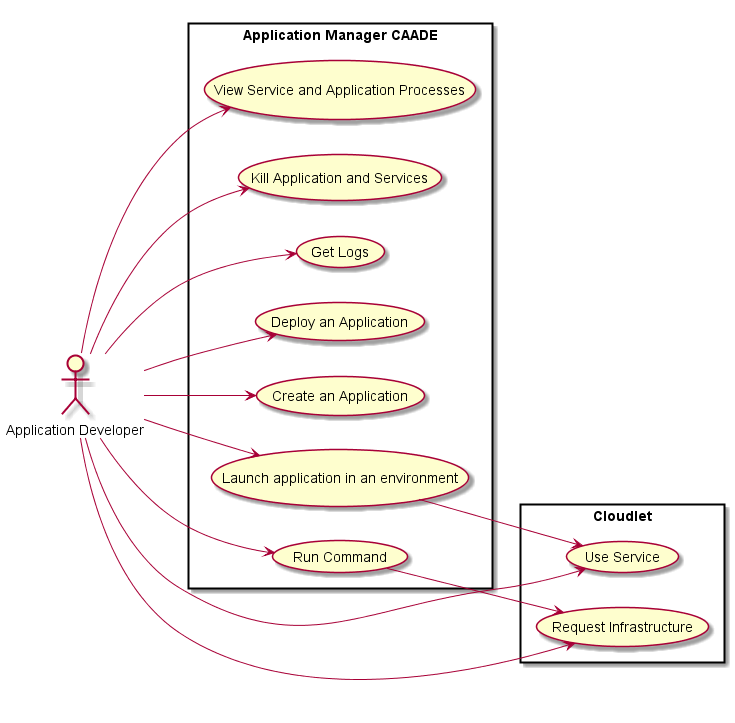 Application Manager CAADE
View Service and Application Processes
Kill Application and Services
Get Logs
Deploy an Application
Application Developer
Create an Application
Launch application in an environment
Run Command
Cloudlet
Use Service
Request Infrastructure